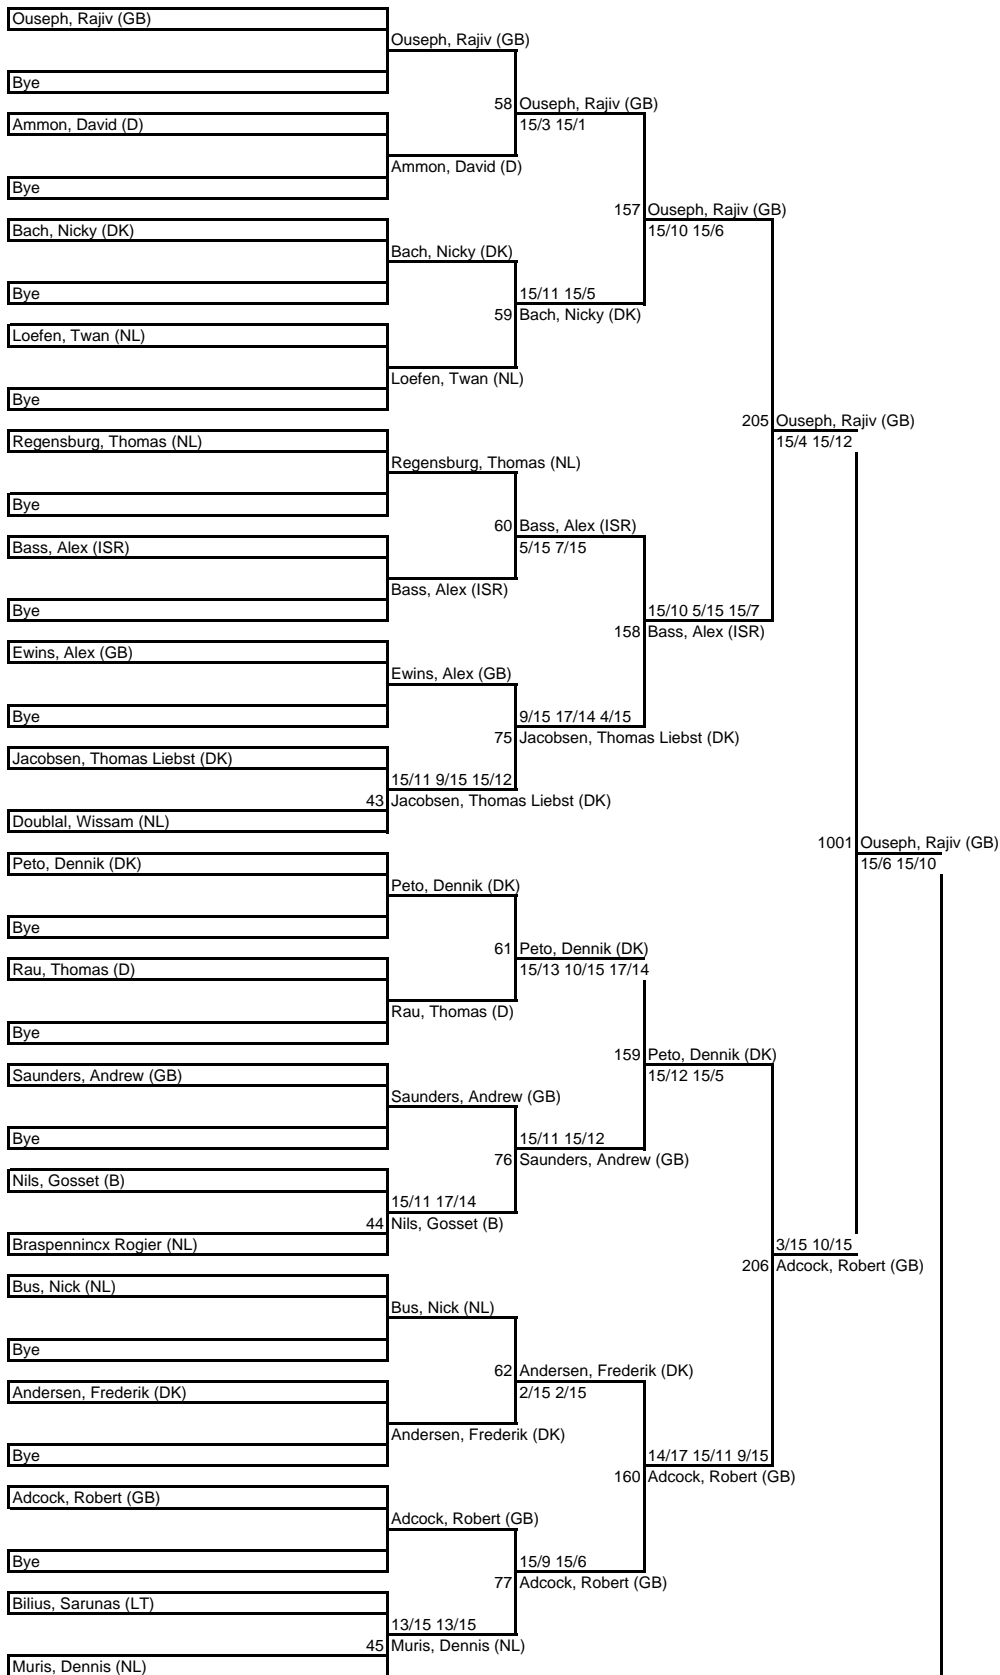 Ouseph, Rajiv (GB)
Ouseph, Rajiv (GB)
Bye
58 Ouseph, Rajiv (GB)
Ammon, David (D)
15/3 15/1
Ammon, David (D)
Bye
157 Ouseph, Rajiv (GB)
Bach, Nicky (DK)
15/10 15/6
Bach, Nicky (DK)
Bye
15/11 15/5
59 Bach, Nicky (DK)
Loefen, Twan (NL)
Loefen, Twan (NL)
Bye
205 Ouseph, Rajiv (GB)
Regensburg, Thomas (NL)
15/4 15/12
Regensburg, Thomas (NL)
Bye
60 Bass, Alex (ISR)
Bass, Alex (ISR)
5/15 7/15
Bass, Alex (ISR)
Bye
15/10 5/15 15/7
158 Bass, Alex (ISR)
Ewins, Alex (GB)
Ewins, Alex (GB)
Bye
9/15 17/14 4/15
75 Jacobsen, Thomas Liebst (DK)
Jacobsen, Thomas Liebst (DK)
15/11 9/15 15/12
43 Jacobsen, Thomas Liebst (DK)
Doublal, Wissam (NL)
1001 Ouseph, Rajiv (GB)
Peto, Dennik (DK)
15/6 15/10
Peto, Dennik (DK)
Bye
61 Peto, Dennik (DK)
Rau, Thomas (D)
15/13 10/15 17/14
Rau, Thomas (D)
Bye
159 Peto, Dennik (DK)
Saunders, Andrew (GB)
15/12 15/5
Saunders, Andrew (GB)
Bye
15/11 15/12
76 Saunders, Andrew (GB)
Nils, Gosset (B)
15/11 17/14
44 Nils, Gosset (B)
Braspennincx Rogier (NL)
3/15 10/15
206 Adcock, Robert (GB)
Bus, Nick (NL)
Bus, Nick (NL)
Bye
62 Andersen, Frederik (DK)
Andersen, Frederik (DK)
2/15 2/15
Andersen, Frederik (DK)
Bye
14/17 15/11 9/15
160 Adcock, Robert (GB)
Adcock, Robert (GB)
Adcock, Robert (GB)
Bye
15/9 15/6
77 Adcock, Robert (GB)
Bilius, Sarunas (LT)
13/15 13/15
45 Muris, Dennis (NL)
Muris, Dennis (NL)